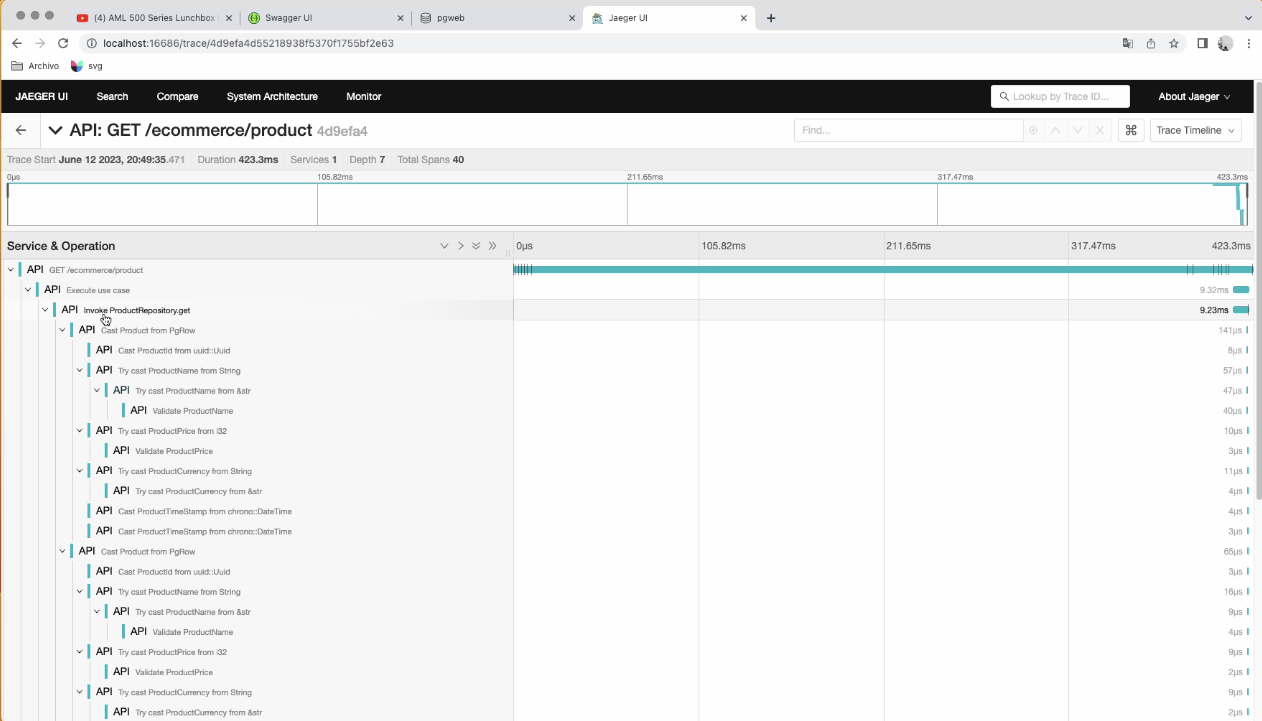 (4) AML 500 Series Lunchbox
Swagger UI
pgweb
Jaeger UI
localhost:16686/trace/4d9efa4d55218938f5370f1755bf2e63
Archivo svg
JAEGER UI Search Compare System Architecture Monitor Lookup by Trace ID... About Jaeger
API: GET /ecommerce/product 4d9efa4 Find... Trace Timeline
Trace Start June 12 2023, 20:49:35.471 Duration 423.3ms Services 1 Depth 7 Total Spans 40
0μs 105.82ms 211.65ms 317.47ms 423.3ms
Service & Operation 0μs 105.82ms 211.65ms 317.47ms 423.3ms
API GET /ecommerce/product
API Execute use case 9.32ms
API Invoke ProductRepository.get 9.23ms
API Cast Product from PgRow 141μs
API Cast ProductId from uuid::Uuid 8μs
API Try cast ProductName from String 57μs
API Try cast ProductName from &str 47μs
API Validate ProductName 40μs
API Try cast ProductPrice from i32 10μs
API Validate ProductPrice 3μs
API Try cast ProductCurrency from String 11μs
API Try cast ProductCurrency from &str 4μs
API Cast ProductTimeStamp from chrono::DateTime 4μs
API Cast ProductTimeStamp from chrono::DateTime 3μs
API Cast Product from PgRow 65μs
API Cast ProductId from uuid::Uuid 3μs
API Try cast ProductName from String 16μs
API Try cast ProductName from &str 9μs
API Validate ProductName 4μs
API Try cast ProductPrice from i32 9μs
API Validate ProductPrice 2μs
API Try cast ProductCurrency from String 9μs
API Try cast ProductCurrency from &str 2μs